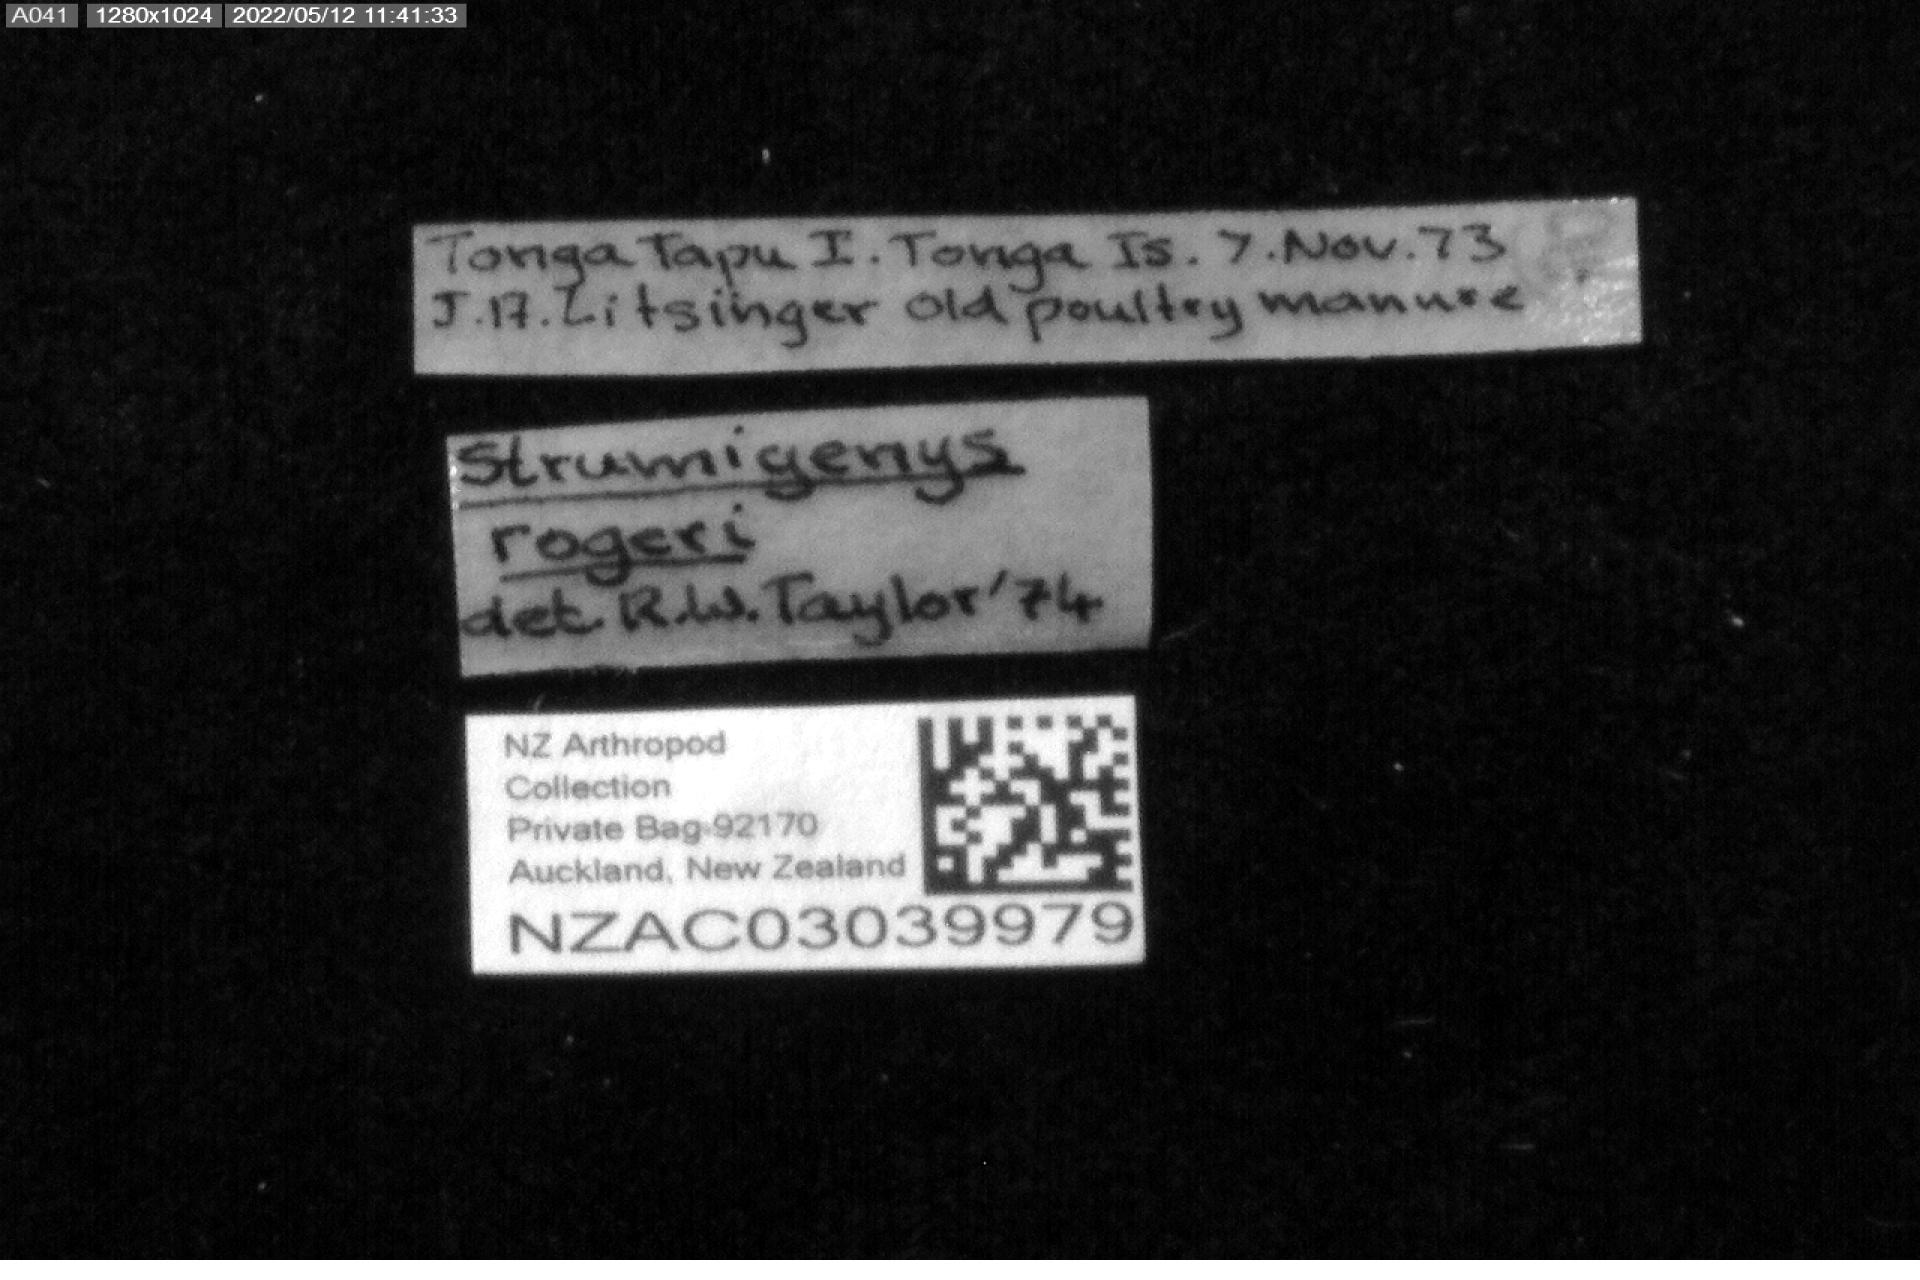 A041 1280x1024 2022/05/12 11:41:33
Tonga Tapu I. Tonga Is. 7. Nov. 73
J.A. Litsinger old poultry manure
Strumigenys
rogeri
det. R.W. Taylor '74
NZ Arthropod
Collection
Private Bag 92170
Auckland, New Zealand
NZAC03039979